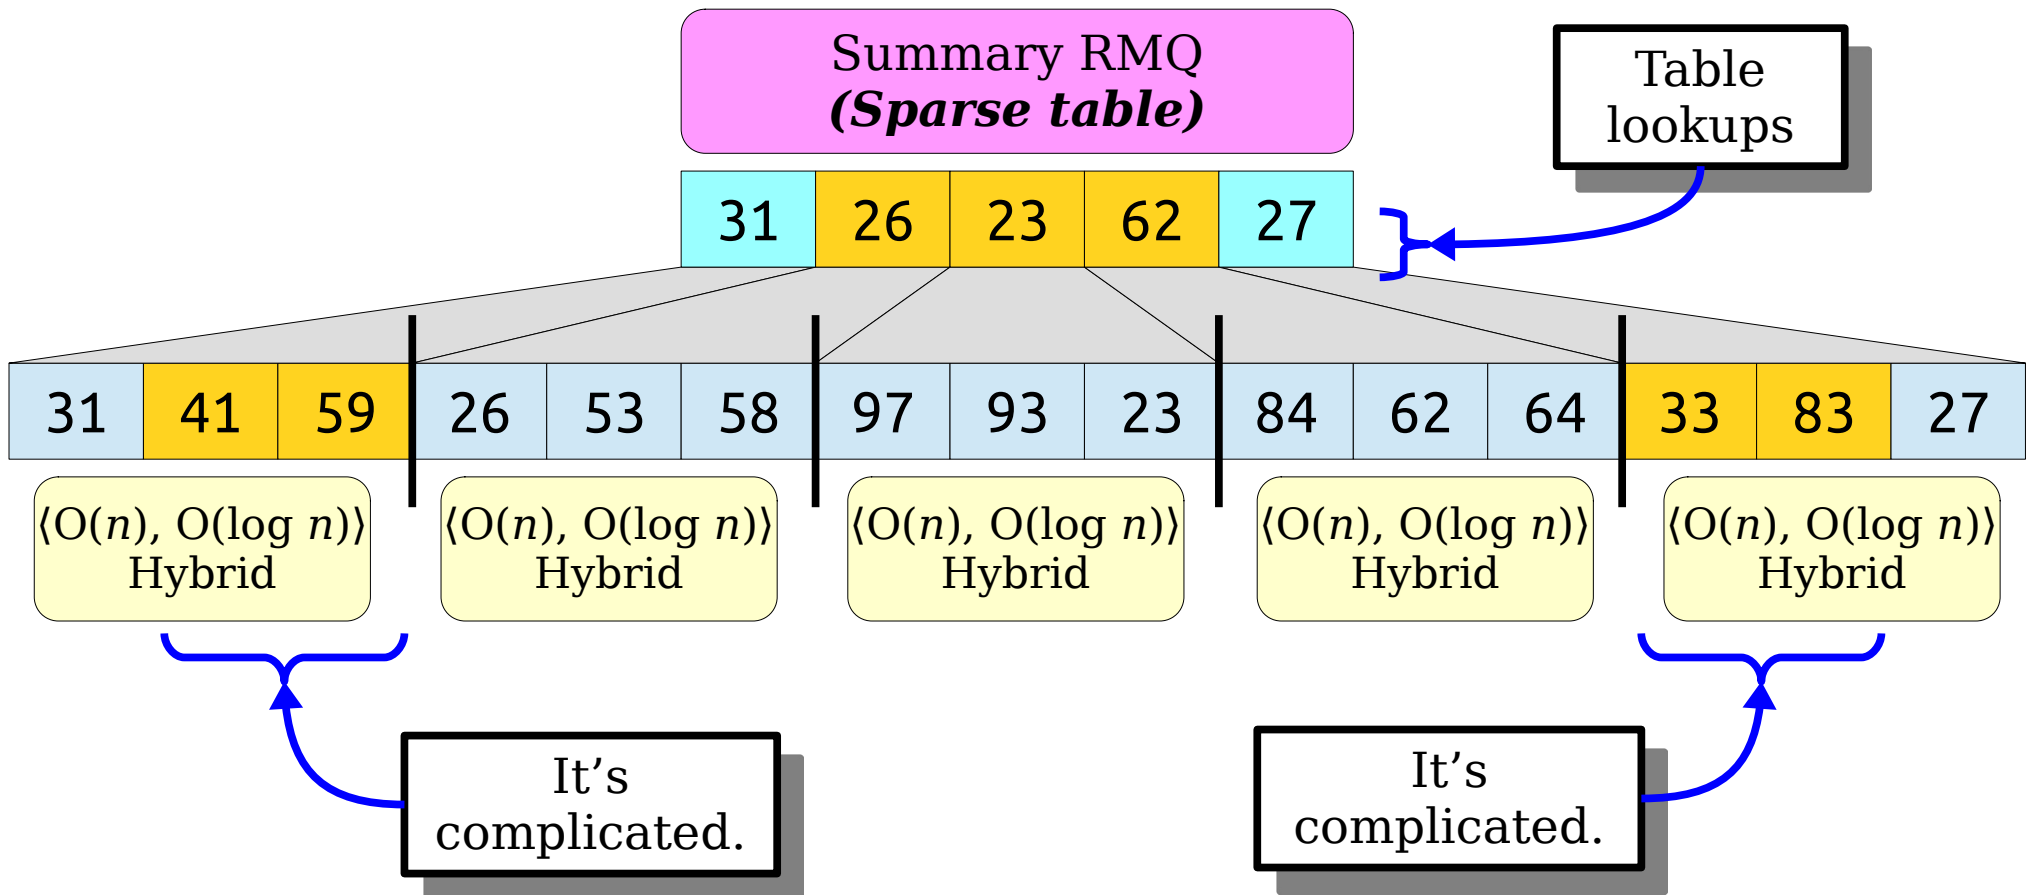 Summary RMQ
(Sparse table)
Table
lookups
31 26 23 62 27
31 41 59 26 53 58 97 93 23 84 62 64 33 83 27
⟨O(n), O(log n)⟩
Hybrid
⟨O(n), O(log n)⟩
Hybrid
⟨O(n), O(log n)⟩
Hybrid
⟨O(n), O(log n)⟩
Hybrid
⟨O(n), O(log n)⟩
Hybrid
It’s
complicated.
It’s
complicated.